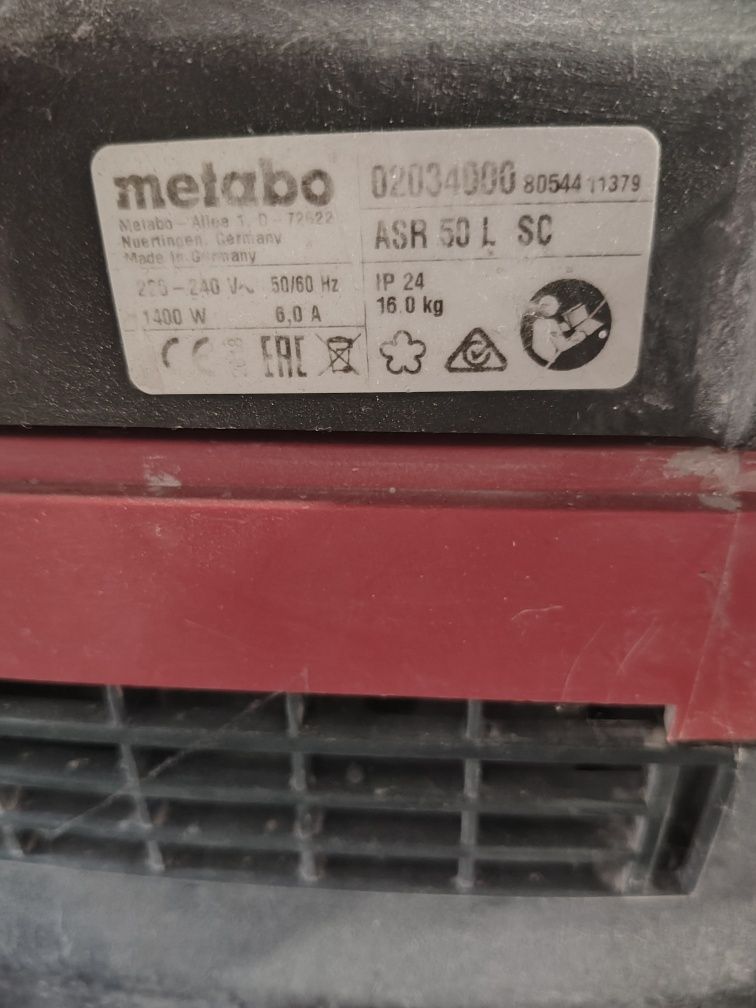 metabo
Metabo - Allee 1, D - 72622
Nuertingen, Germany
Made in Germany
220-240 V~ 50/60 Hz
1400 W 6,0 A
CE 2018 EAC
02034000 80544 11379
ASR 50 L SC
IP 24
16.0 kg